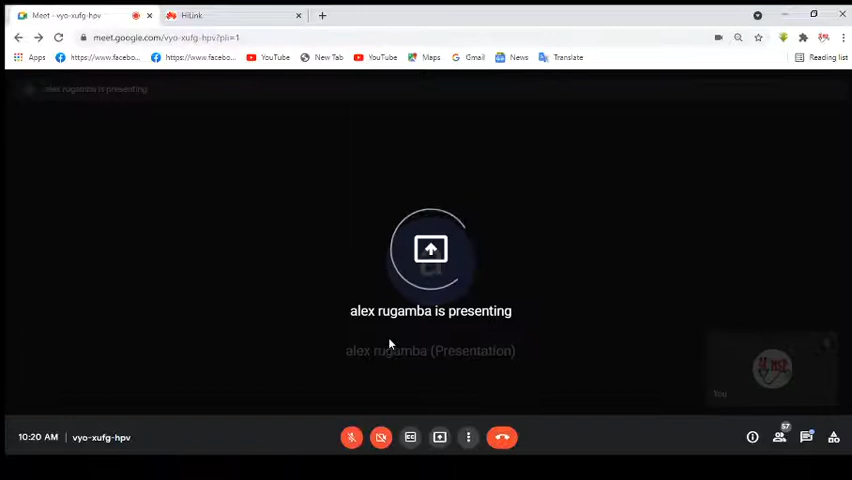 Meet - vyo-xufg-hpv
HiLink
meet.google.com/vyo-xufg-hpv?pli=1
Apps
https://www.facebo...
https://www.facebo...
YouTube
New Tab
YouTube
Maps
Gmail
News
Translate
Reading list
alex rugamba is presenting
a
alex rugamba is presenting
alex rugamba (Presentation)
You
10:20 AM | vyo-xufg-hpv
CC
57